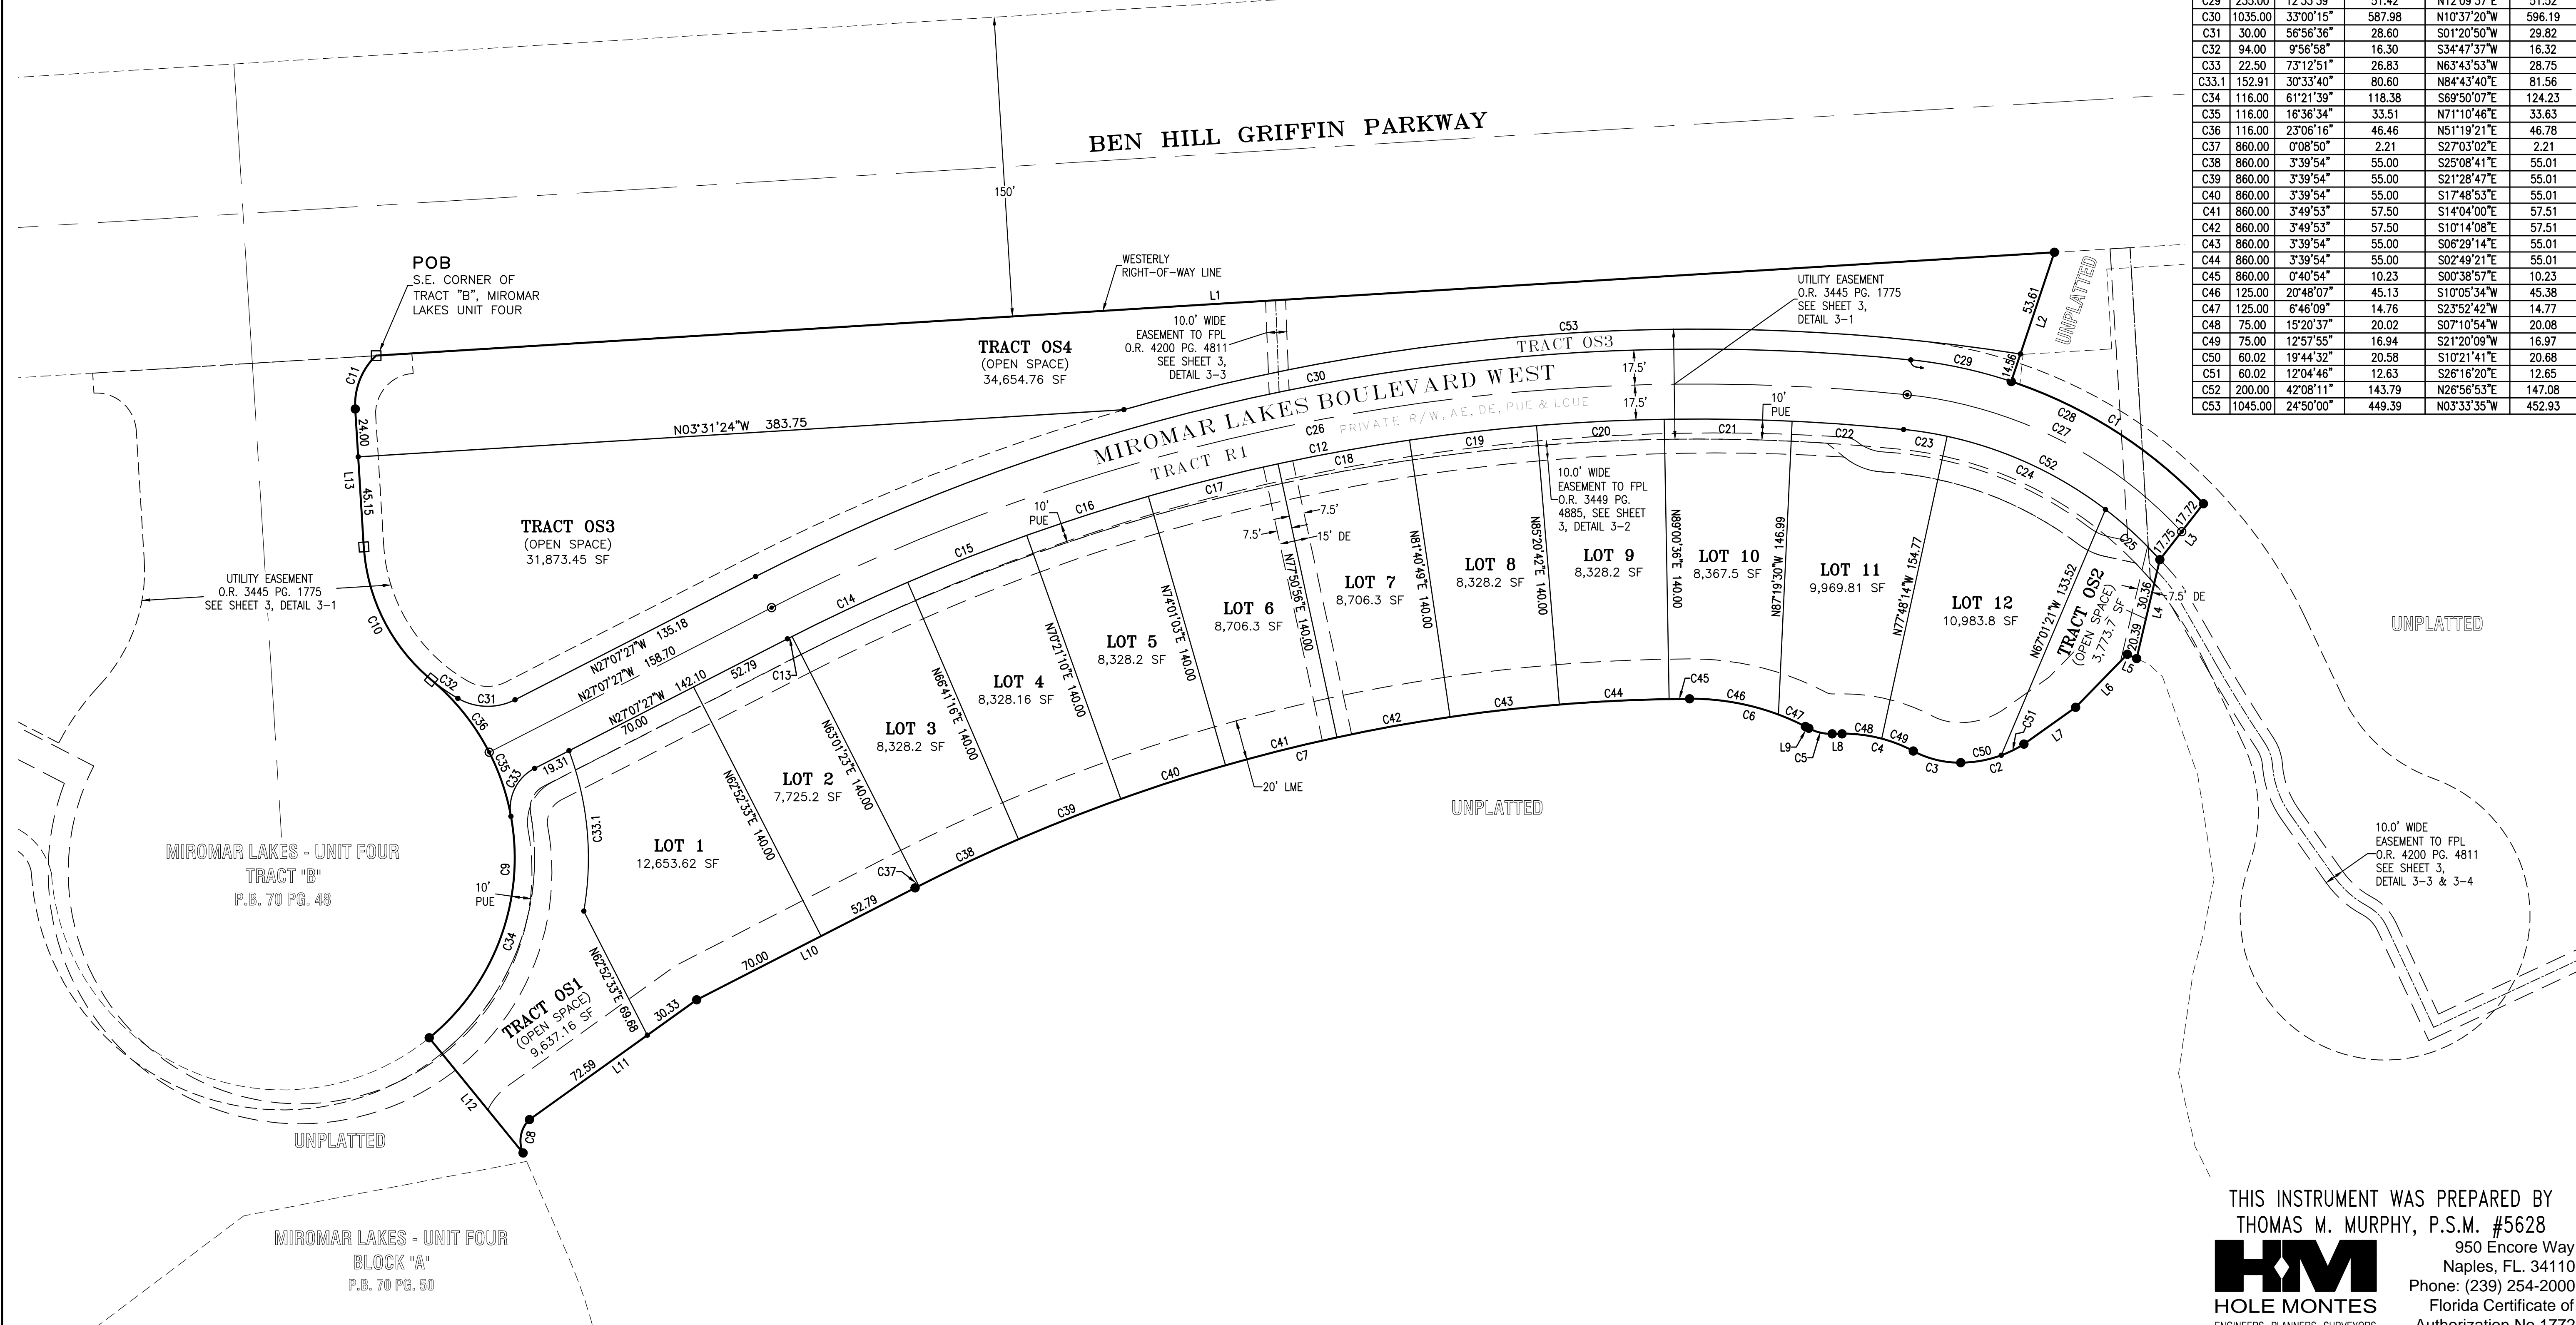 C29 235.00 12°33'39" 51.42 N12°09'37"E 51.52
C30 1035.00 33°00'15" 587.98 N10°37'20"W 596.19
C31 30.00 56°56'36" 28.60 S01°20'50"W 29.82
C32 94.00 9°56'58" 16.30 S34°47'37"W 16.32
C33 22.50 73°12'51" 26.83 N63°43'53"W 28.75
C33.1 152.91 30°33'40" 80.60 N84°43'40"E 81.56
C34 116.00 61°21'39" 118.38 S69°50'07"E 124.23
C35 116.00 16°36'34" 33.51 N71°10'46"E 33.63
C36 116.00 23°06'16" 46.46 N51°19'21"E 46.78
C37 860.00 0°08'50" 2.21 S27°03'02"E 2.21
C38 860.00 3°39'54" 55.00 S25°08'41"E 55.01
C39 860.00 3°39'54" 55.00 S21°28'47"E 55.01
C40 860.00 3°39'54" 55.00 S17°48'53"E 55.01
C41 860.00 3°49'53" 57.50 S14°04'00"E 57.51
C42 860.00 3°49'53" 57.50 S10°14'08"E 57.51
C43 860.00 3°39'54" 55.00 S06°29'14"E 55.01
C44 860.00 3°39'54" 55.00 S02°49'21"E 55.01
C45 860.00 0°40'54" 10.23 S00°38'57"E 10.23
C46 125.00 20°48'07" 45.13 S10°05'34"W 45.38
C47 125.00 6°46'09" 14.76 S23°52'42"W 14.77
C48 75.00 15°20'37" 20.02 S07°10'54"W 20.08
C49 75.00 12°57'55" 16.94 S21°20'09"W 16.97
C50 60.02 19°44'32" 20.58 S10°21'41"E 20.68
C51 60.02 12°04'46" 12.63 S26°16'20"E 12.65
C52 200.00 42°08'11" 143.79 N26°56'53"E 147.08
C53 1045.00 24°50'00" 449.39 N03°33'35"W 452.93
BEN HILL GRIFFIN PARKWAY
150'
POB
S.E. CORNER OF
TRACT "B", MIROMAR
LAKES UNIT FOUR
WESTERLY
RIGHT-OF-WAY LINE
L1
UTILITY EASEMENT
O.R. 3445 PG. 1775
SEE SHEET 3,
DETAIL 3-1
53.61
L2
UNPLATTED
14.56
10.0' WIDE
EASEMENT TO FPL
O.R. 4200 PG. 4811
SEE SHEET 3,
DETAIL 3-3
TRACT OS4
(OPEN SPACE)
34,654.76 SF
C53
TRACT OS3
C29
C30
17.5'
17.5'
C11
24.00
L13
45.15
N03°31'24"W 383.75
MIROMAR LAKES BOULEVARD WEST
PRIVATE R/W, AE, DE, PUE & LCUE
TRACT R1
C26
C12
10'
PUE
C28
C27
C1
C52
C13
C14
C15
C16
C17
C18
C19
C20
C21
C22
C23
C24
C25
17.72
17.75
L3
10'
PUE
7.5'
7.5'
15' DE
10.0' WIDE
EASEMENT TO FPL
O.R. 3449 PG.
4885, SEE SHEET
3, DETAIL 3-2
TRACT OS3
(OPEN SPACE)
31,873.45 SF
UTILITY EASEMENT
O.R. 3445 PG. 1775
SEE SHEET 3, DETAIL 3-1
C10
C32
C31
C36
C35
C33
19.31
N27°07'27"W 135.18
N27°07'27"W 158.70
N27°07'27"W 142.10
70.00
52.79
LOT 1
12,653.62 SF
N62°52'33"E 140.00
LOT 2
7,725.2 SF
N63°01'23"E 140.00
LOT 3
8,328.2 SF
N66°41'16"E 140.00
LOT 4
8,328.16 SF
N70°21'10"E 140.00
LOT 5
8,328.2 SF
N74°01'03"E 140.00
LOT 6
8,706.3 SF
N77°50'56"E 140.00
LOT 7
8,706.3 SF
N81°40'49"E 140.00
LOT 8
8,328.2 SF
N85°20'42"E 140.00
LOT 9
8,328.2 SF
N89°00'36"E 140.00
LOT 10
8,367.5 SF
N87°19'30"W 146.99
LOT 11
9,969.81 SF
N77°48'14"W 154.77
LOT 12
10,983.8 SF
N67°01'21"W 133.52
TRACT OS2
(OPEN SPACE)
3,773.7 SF
30.36
L4
7.5' DE
20.39
L5
L6
L7
C51
C50
C2
C3
C49
C4
C48
L8
C5
L9
C47
C6
C46
C45
C44
C43
C42
C7
C41
C40
C39
C38
C37
20' LME
UNPLATTED
UNPLATTED
C33.1
C9
10'
PUE
C34
52.79
L10
70.00
30.33
N62°52'33"E 69.68
L11
72.59
TRACT OS1
(OPEN SPACE)
9,637.16 SF
L12
C8
MIROMAR LAKES - UNIT FOUR
TRACT "B"
P.B. 70 PG. 48
UNPLATTED
MIROMAR LAKES - UNIT FOUR
BLOCK "A"
P.B. 70 PG. 50
10.0' WIDE
EASEMENT TO FPL
O.R. 4200 PG. 4811
SEE SHEET 3,
DETAIL 3-3 & 3-4
THIS INSTRUMENT WAS PREPARED BY
THOMAS M. MURPHY, P.S.M. #5628
HM
HOLE MONTES
ENGINEERS PLANNERS SURVEYORS
950 Encore Way
Naples, FL. 34110
Phone: (239) 254-2000
Florida Certificate of
Authorization No.1772